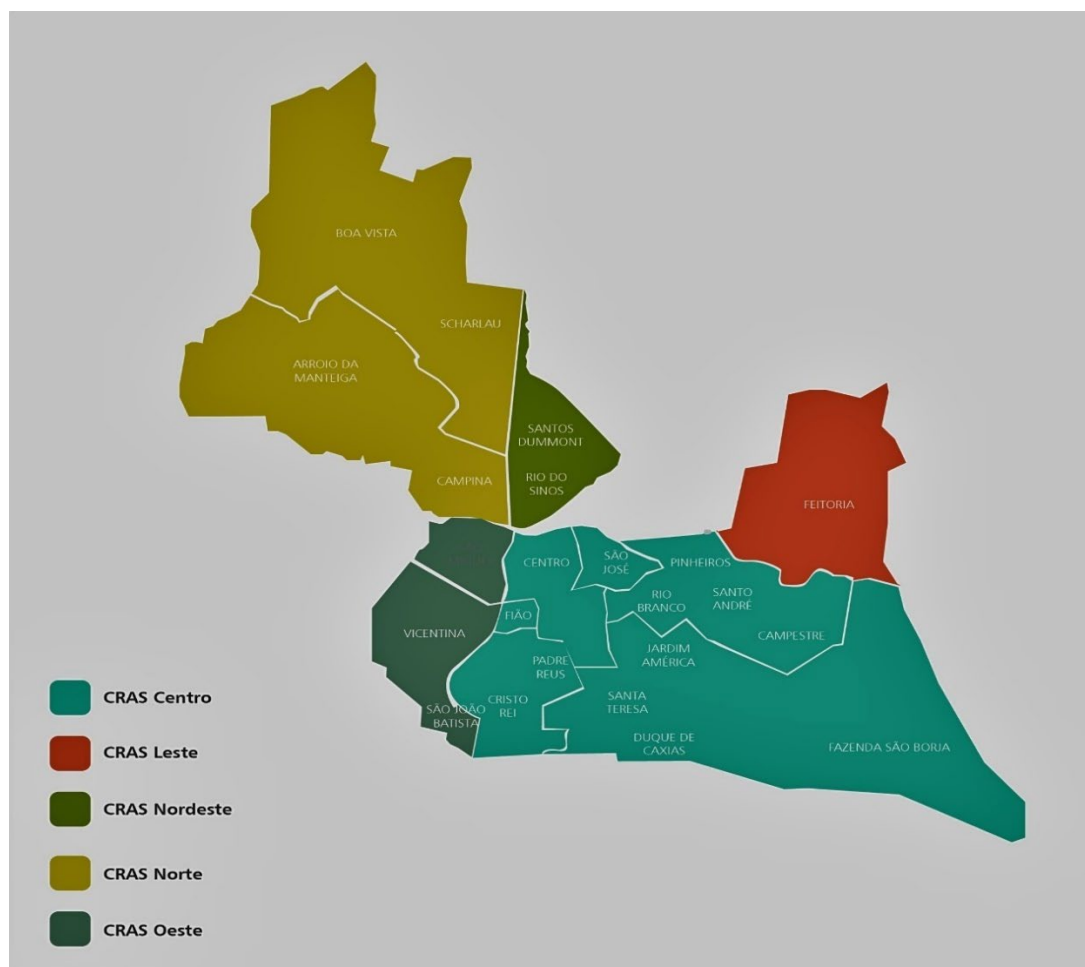 BOA VISTA
SCHARLAU
ARROIO DA
MANTEIGA
SANTOS
DUMMONT
CAMPINA
RIO DO
SINOS
FEITORIA
CENTRO
SÃO
JOSÉ
PINHEIROS
RIO
BRANCO
SANTO
ANDRÉ
FIÃO
VICENTINA
CAMPESTRE
JARDIM
AMÉRICA
PADRE
REUS
CRISTO
REI
SANTA
TERESA
SÃO JOÃO
BATISTA
DUQUE DE
CAXIAS
FAZENDA SÃO BORJA
CRAS Centro
CRAS Leste
CRAS Nordeste
CRAS Norte
CRAS Oeste